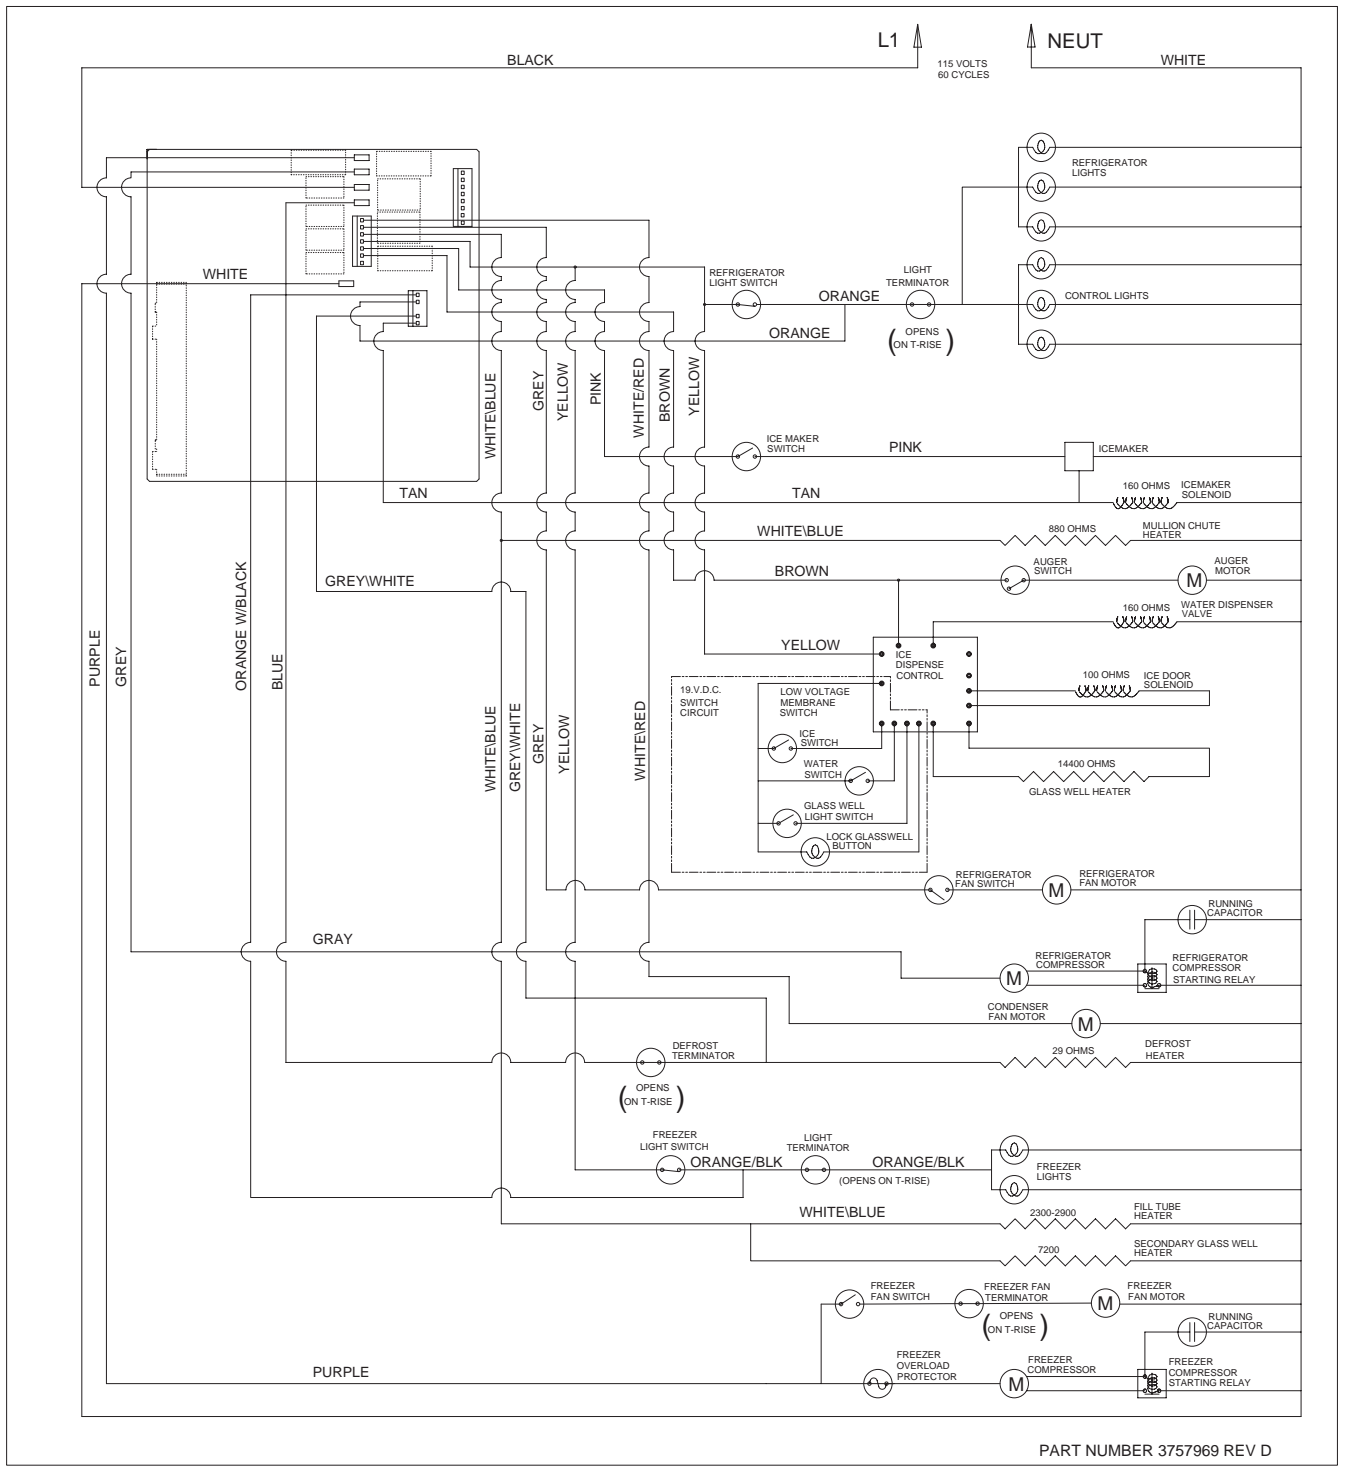 L1
NEUT
BLACK
115 VOLTS
60 CYCLES
WHITE
REFRIGERATOR
LIGHTS
WHITE
REFRIGERATOR
LIGHT SWITCH
ORANGE
LIGHT
TERMINATOR
CONTROL LIGHTS
ORANGE
(OPENS
ON T-RISE)
WHITE\BLUE
GREY
YELLOW
PINK
WHITE/RED
BROWN
YELLOW
ICE MAKER
SWITCH
PINK
ICEMAKER
TAN
TAN
160 OHMS
ICEMAKER
SOLENOID
WHITE\BLUE
880 OHMS
MULLION CHUTE
HEATER
GREY\WHITE
BROWN
AUGER
SWITCH
M
AUGER
MOTOR
160 OHMS
WATER DISPENSER
VALVE
PURPLE
GREY
ORANGE W/BLACK
BLUE
YELLOW
ICE
DISPENSE
CONTROL
100 OHMS
ICE DOOR
SOLENOID
19.V.D.C.
SWITCH
CIRCUIT
LOW VOLTAGE
MEMBRANE
SWITCH
WHITE\BLUE
GREY\WHITE
GREY
YELLOW
WHITE\RED
ICE
SWITCH
WATER
SWITCH
14400 OHMS
GLASS WELL HEATER
GLASS WELL
LIGHT SWITCH
LOCK GLASSWELL
BUTTON
REFRIGERATOR
FAN SWITCH
M
REFRIGERATOR
FAN MOTOR
RUNNING
CAPACITOR
GRAY
REFRIGERATOR
COMPRESSOR
M
REFRIGERATOR
COMPRESSOR
STARTING RELAY
CONDENSER
FAN MOTOR
M
DEFROST
TERMINATOR
29 OHMS
DEFROST
HEATER
(OPENS
ON T-RISE)
FREEZER
LIGHT SWITCH
ORANGE/BLK
LIGHT
TERMINATOR
ORANGE/BLK
(OPENS ON T-RISE)
FREEZER
LIGHTS
WHITE\BLUE
2300-2900
FILL TUBE
HEATER
7200
SECONDARY GLASS WELL
HEATER
FREEZER
FAN SWITCH
FREEZER FAN
TERMINATOR
(OPENS
ON T-RISE)
M
FREEZER
FAN MOTOR
RUNNING
CAPACITOR
PURPLE
FREEZER
OVERLOAD
PROTECTOR
M
FREEZER
COMPRESSOR
FREEZER
COMPRESSOR
STARTING RELAY
PART NUMBER 3757969 REV D